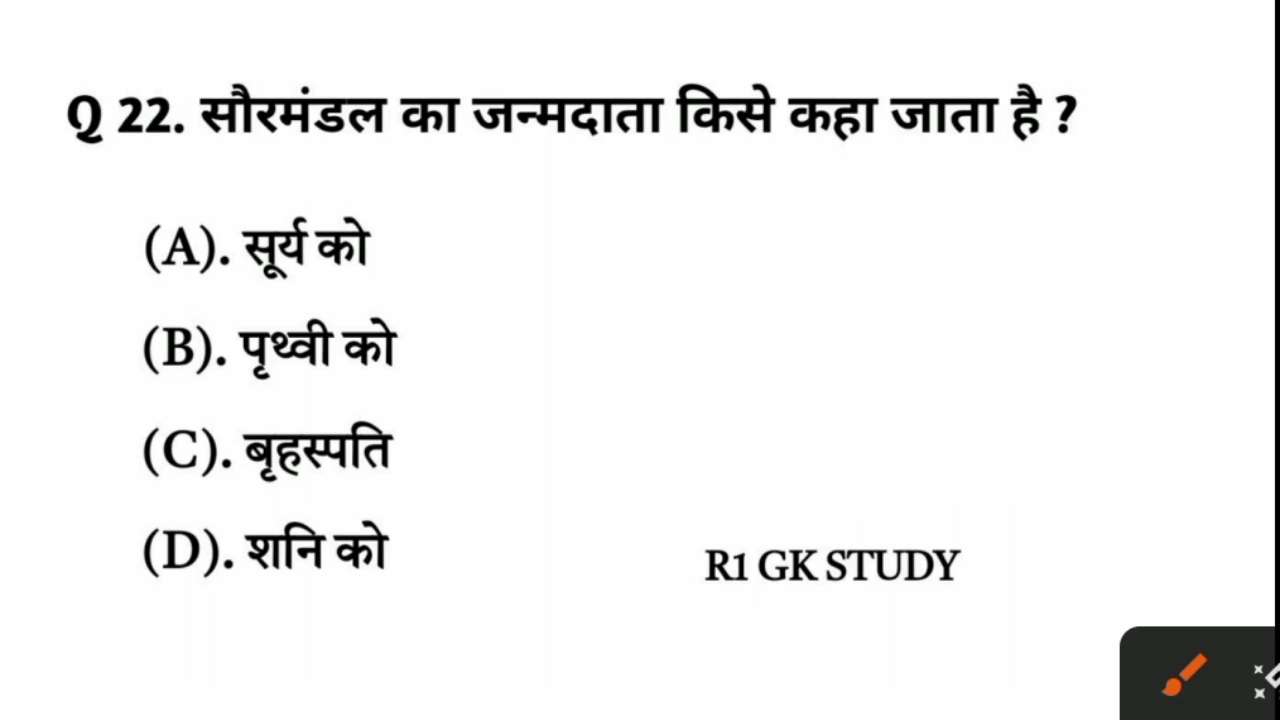 Q 22. सौरमंडल का जन्मदाता किसे कहा जाता है ?
(A). सूर्य को
(B). पृथ्वी को
(C). बृहस्पति
(D). शनि को
R1 GK STUDY